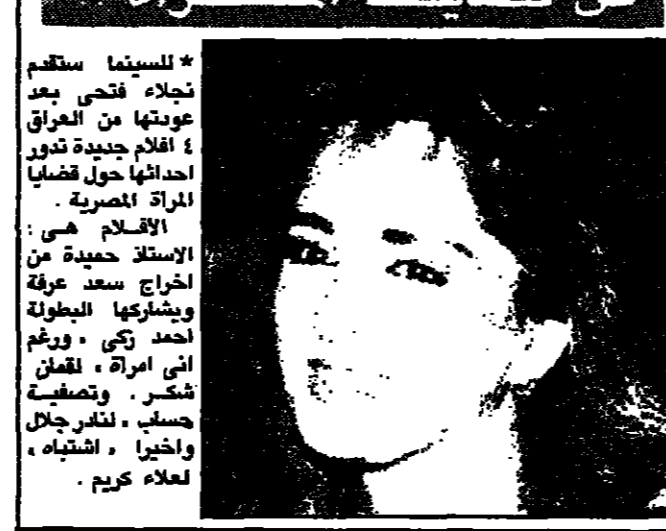 * للسينما ستقدم
نجلاء فتحى بعد
عودتها من العراق
٤ افلام جديدة تدور
احداثها حول قضايا
المراة المصرية .
الافلام هى :
الاستاذ حميدة من
اخراج سعد عرفة
ويشاركها البطولة
احمد زكى ، ورغم
انى امراة ، لقمان
شكر . وتصفية
حساب ، لنادر جلال
واخيرا ، اشتباه ،
لعلاء كريم .